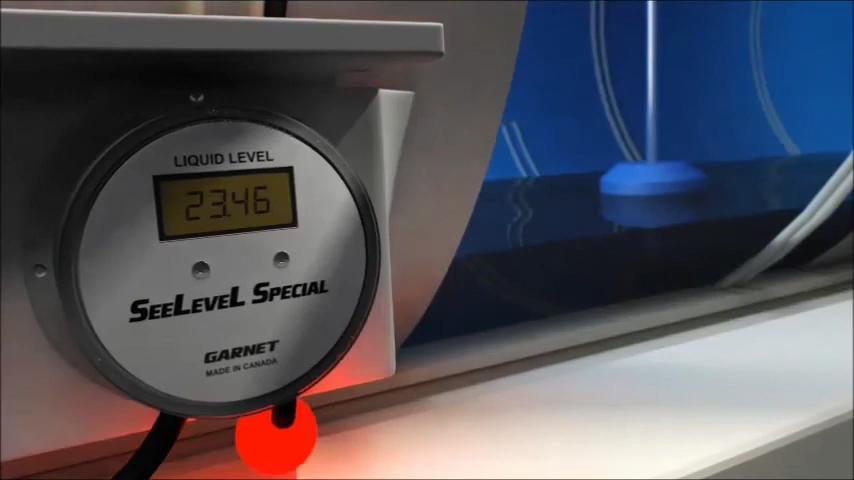 LIQUID LEVEL
23.46
SEELEVEL SPECIAL
GARNET
MADE IN CANADA